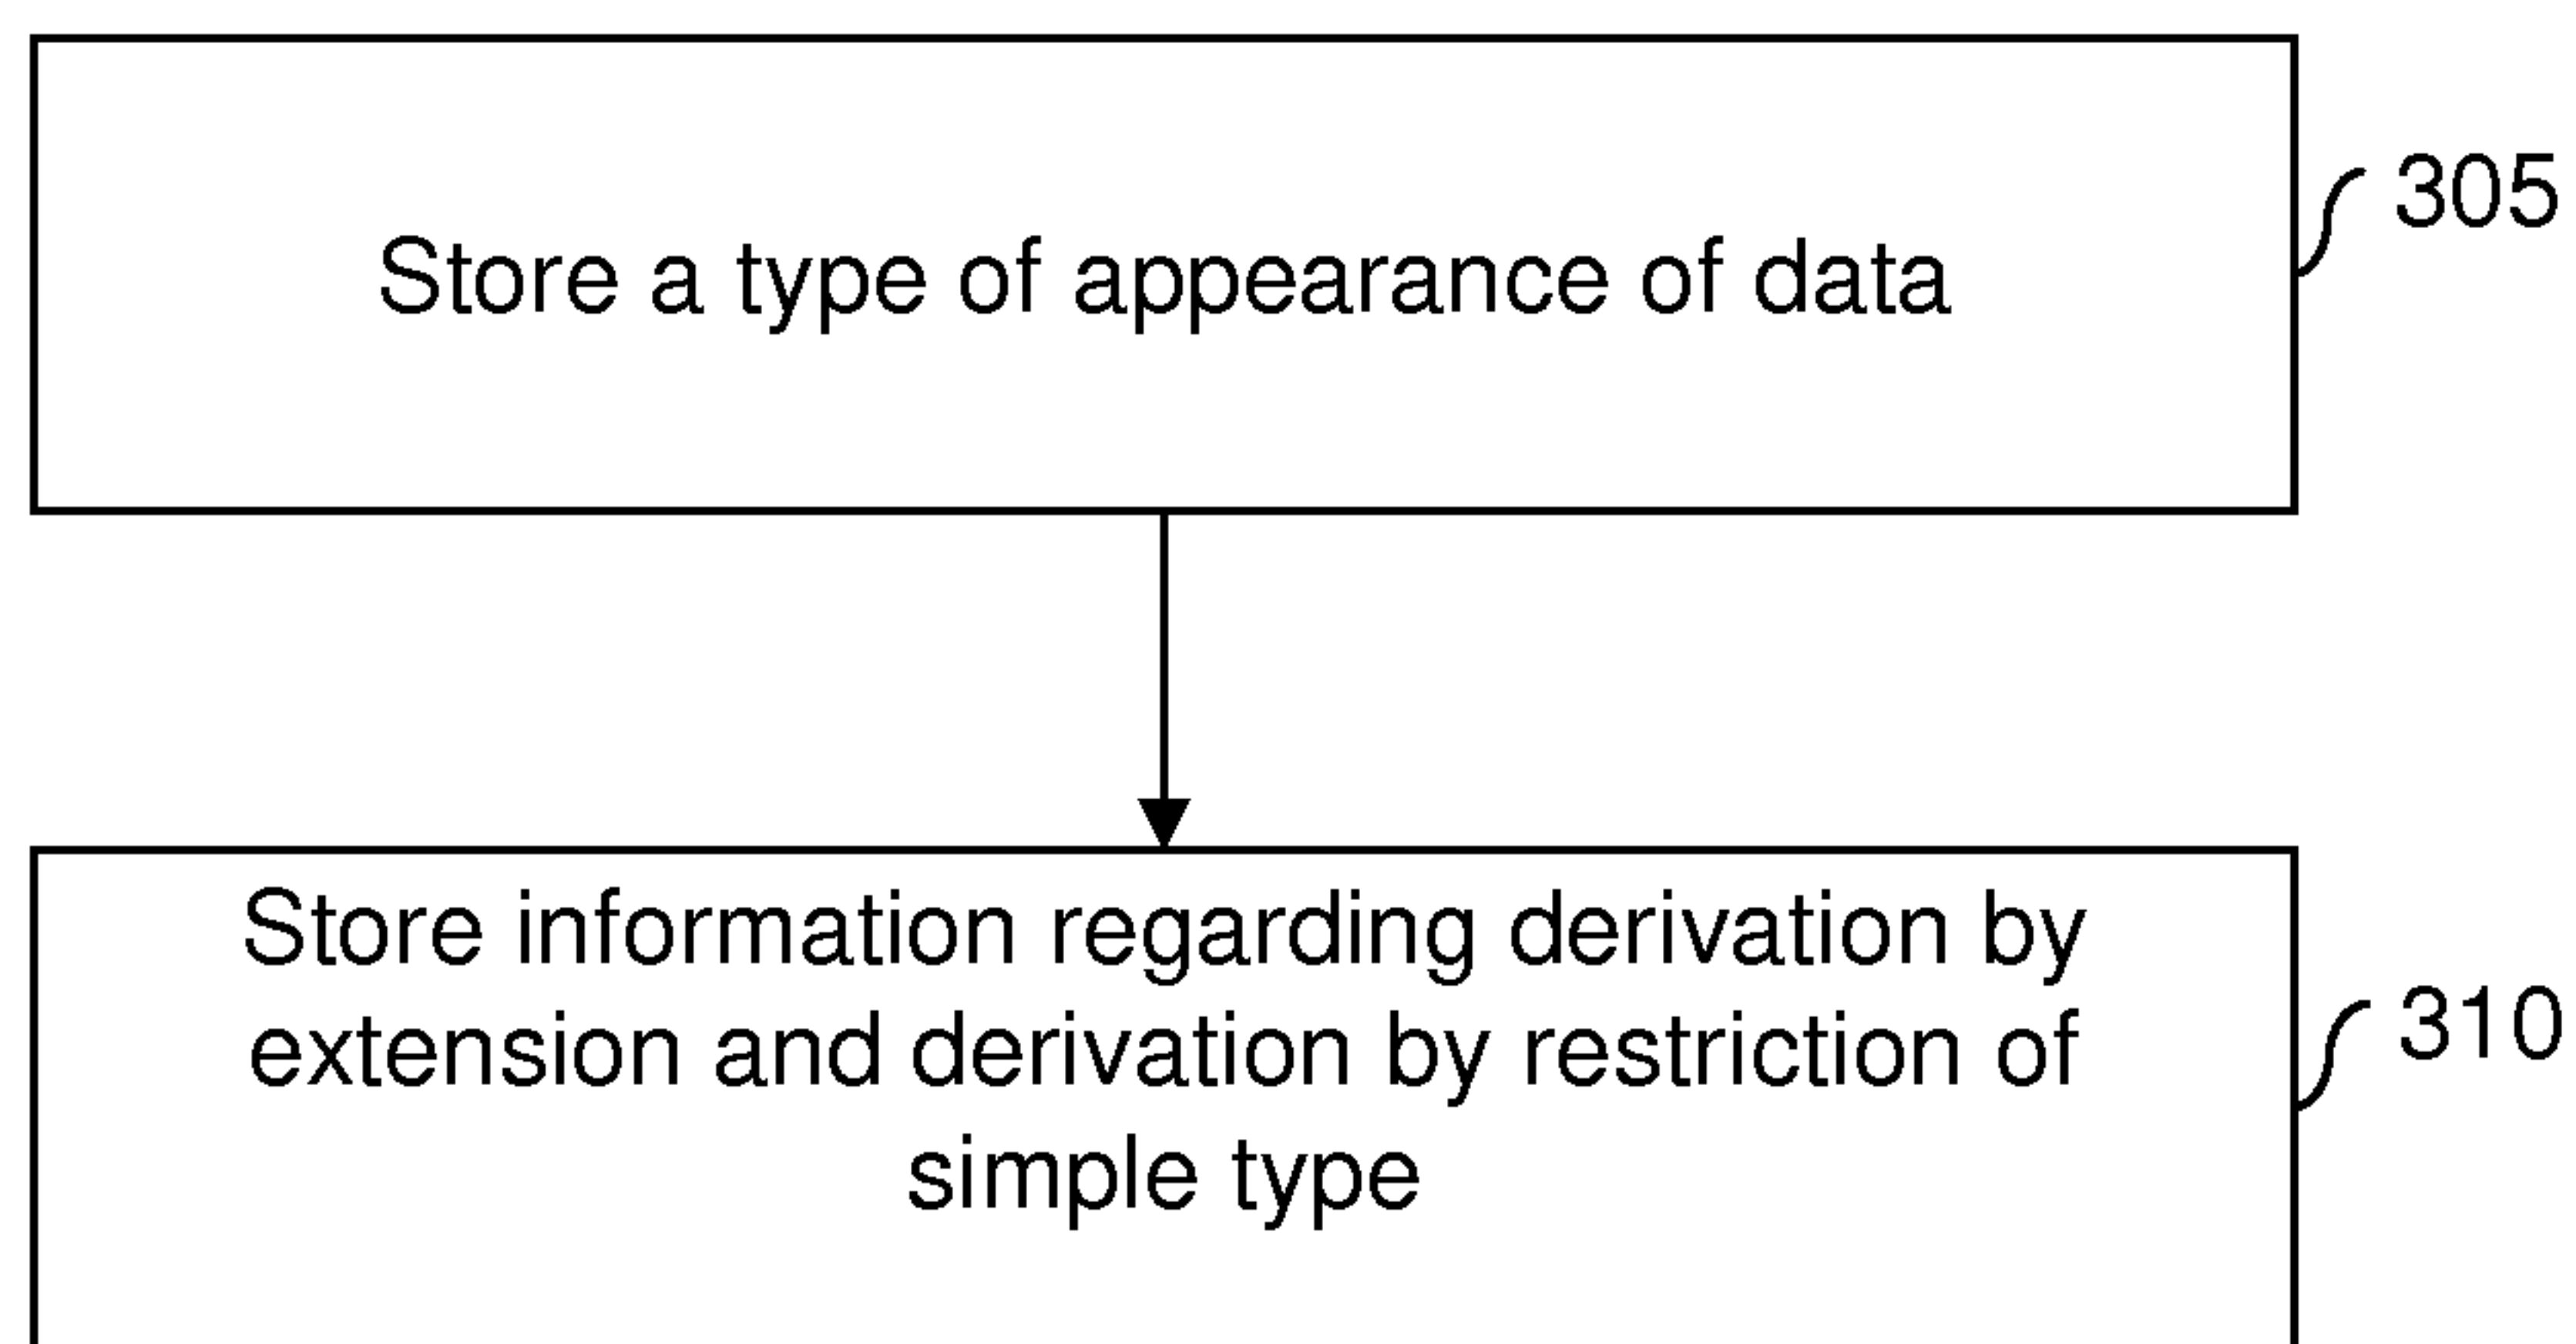 Store a type of appearance of data
305
Store information regarding derivation by
extension and derivation by restriction of
simple type
310